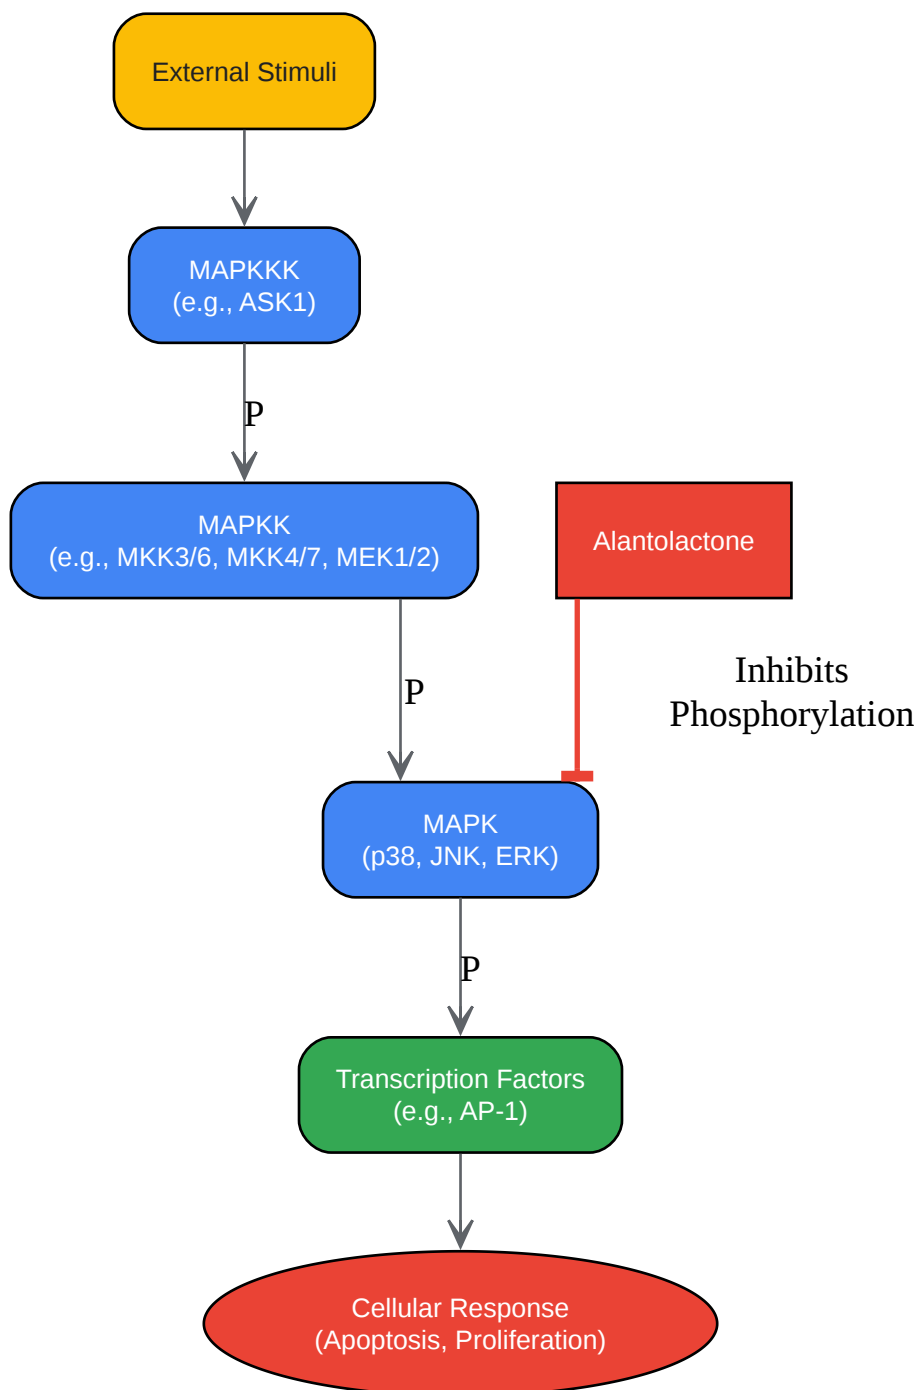 External Stimuli
MAPKKK
(e.g., ASK1)
P
MAPKK
(e.g., MKK3/6, MKK4/7, MEK1/2)
Alantolactone
Inhibits
Phosphorylation
P
MAPK
(p38, JNK, ERK)
P
Transcription Factors
(e.g., AP-1)
Cellular Response
(Apoptosis, Proliferation)